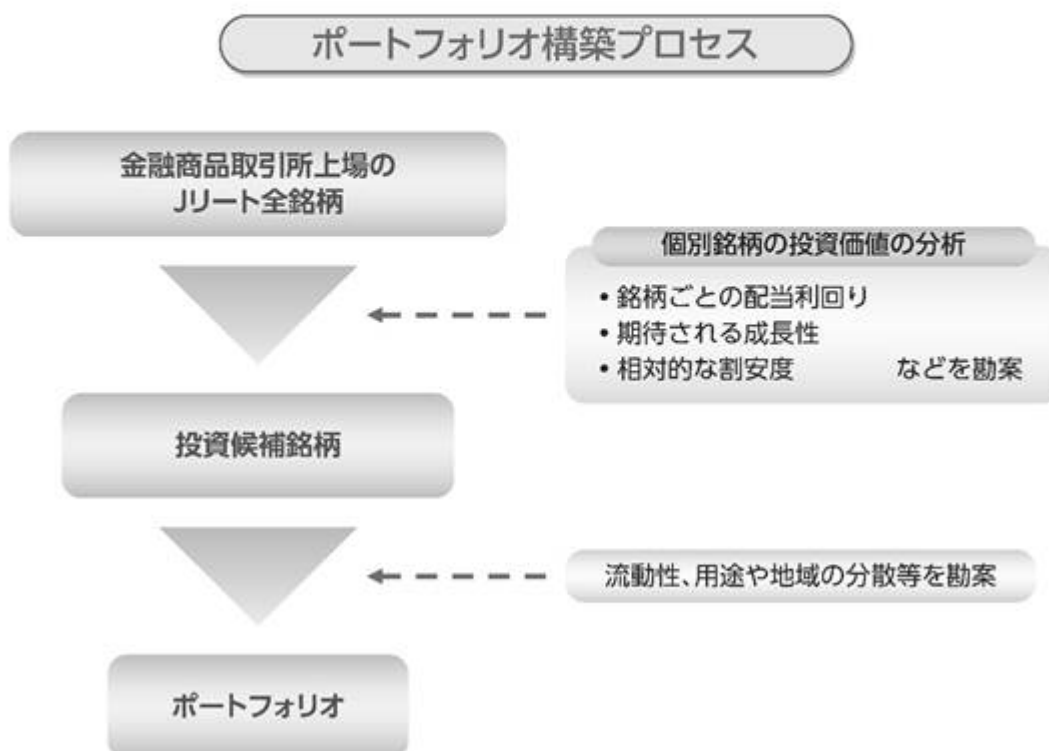 ポートフォリオ構築プロセス
金融商品取引所上場の
Jリート全銘柄
個別銘柄の投資価値の分析
• 銘柄ごとの配当利回り
• 期待される成長性
• 相対的な割安度 などを勘案
投資候補銘柄
流動性、用途や地域の分散等を勘案
ポートフォリオ